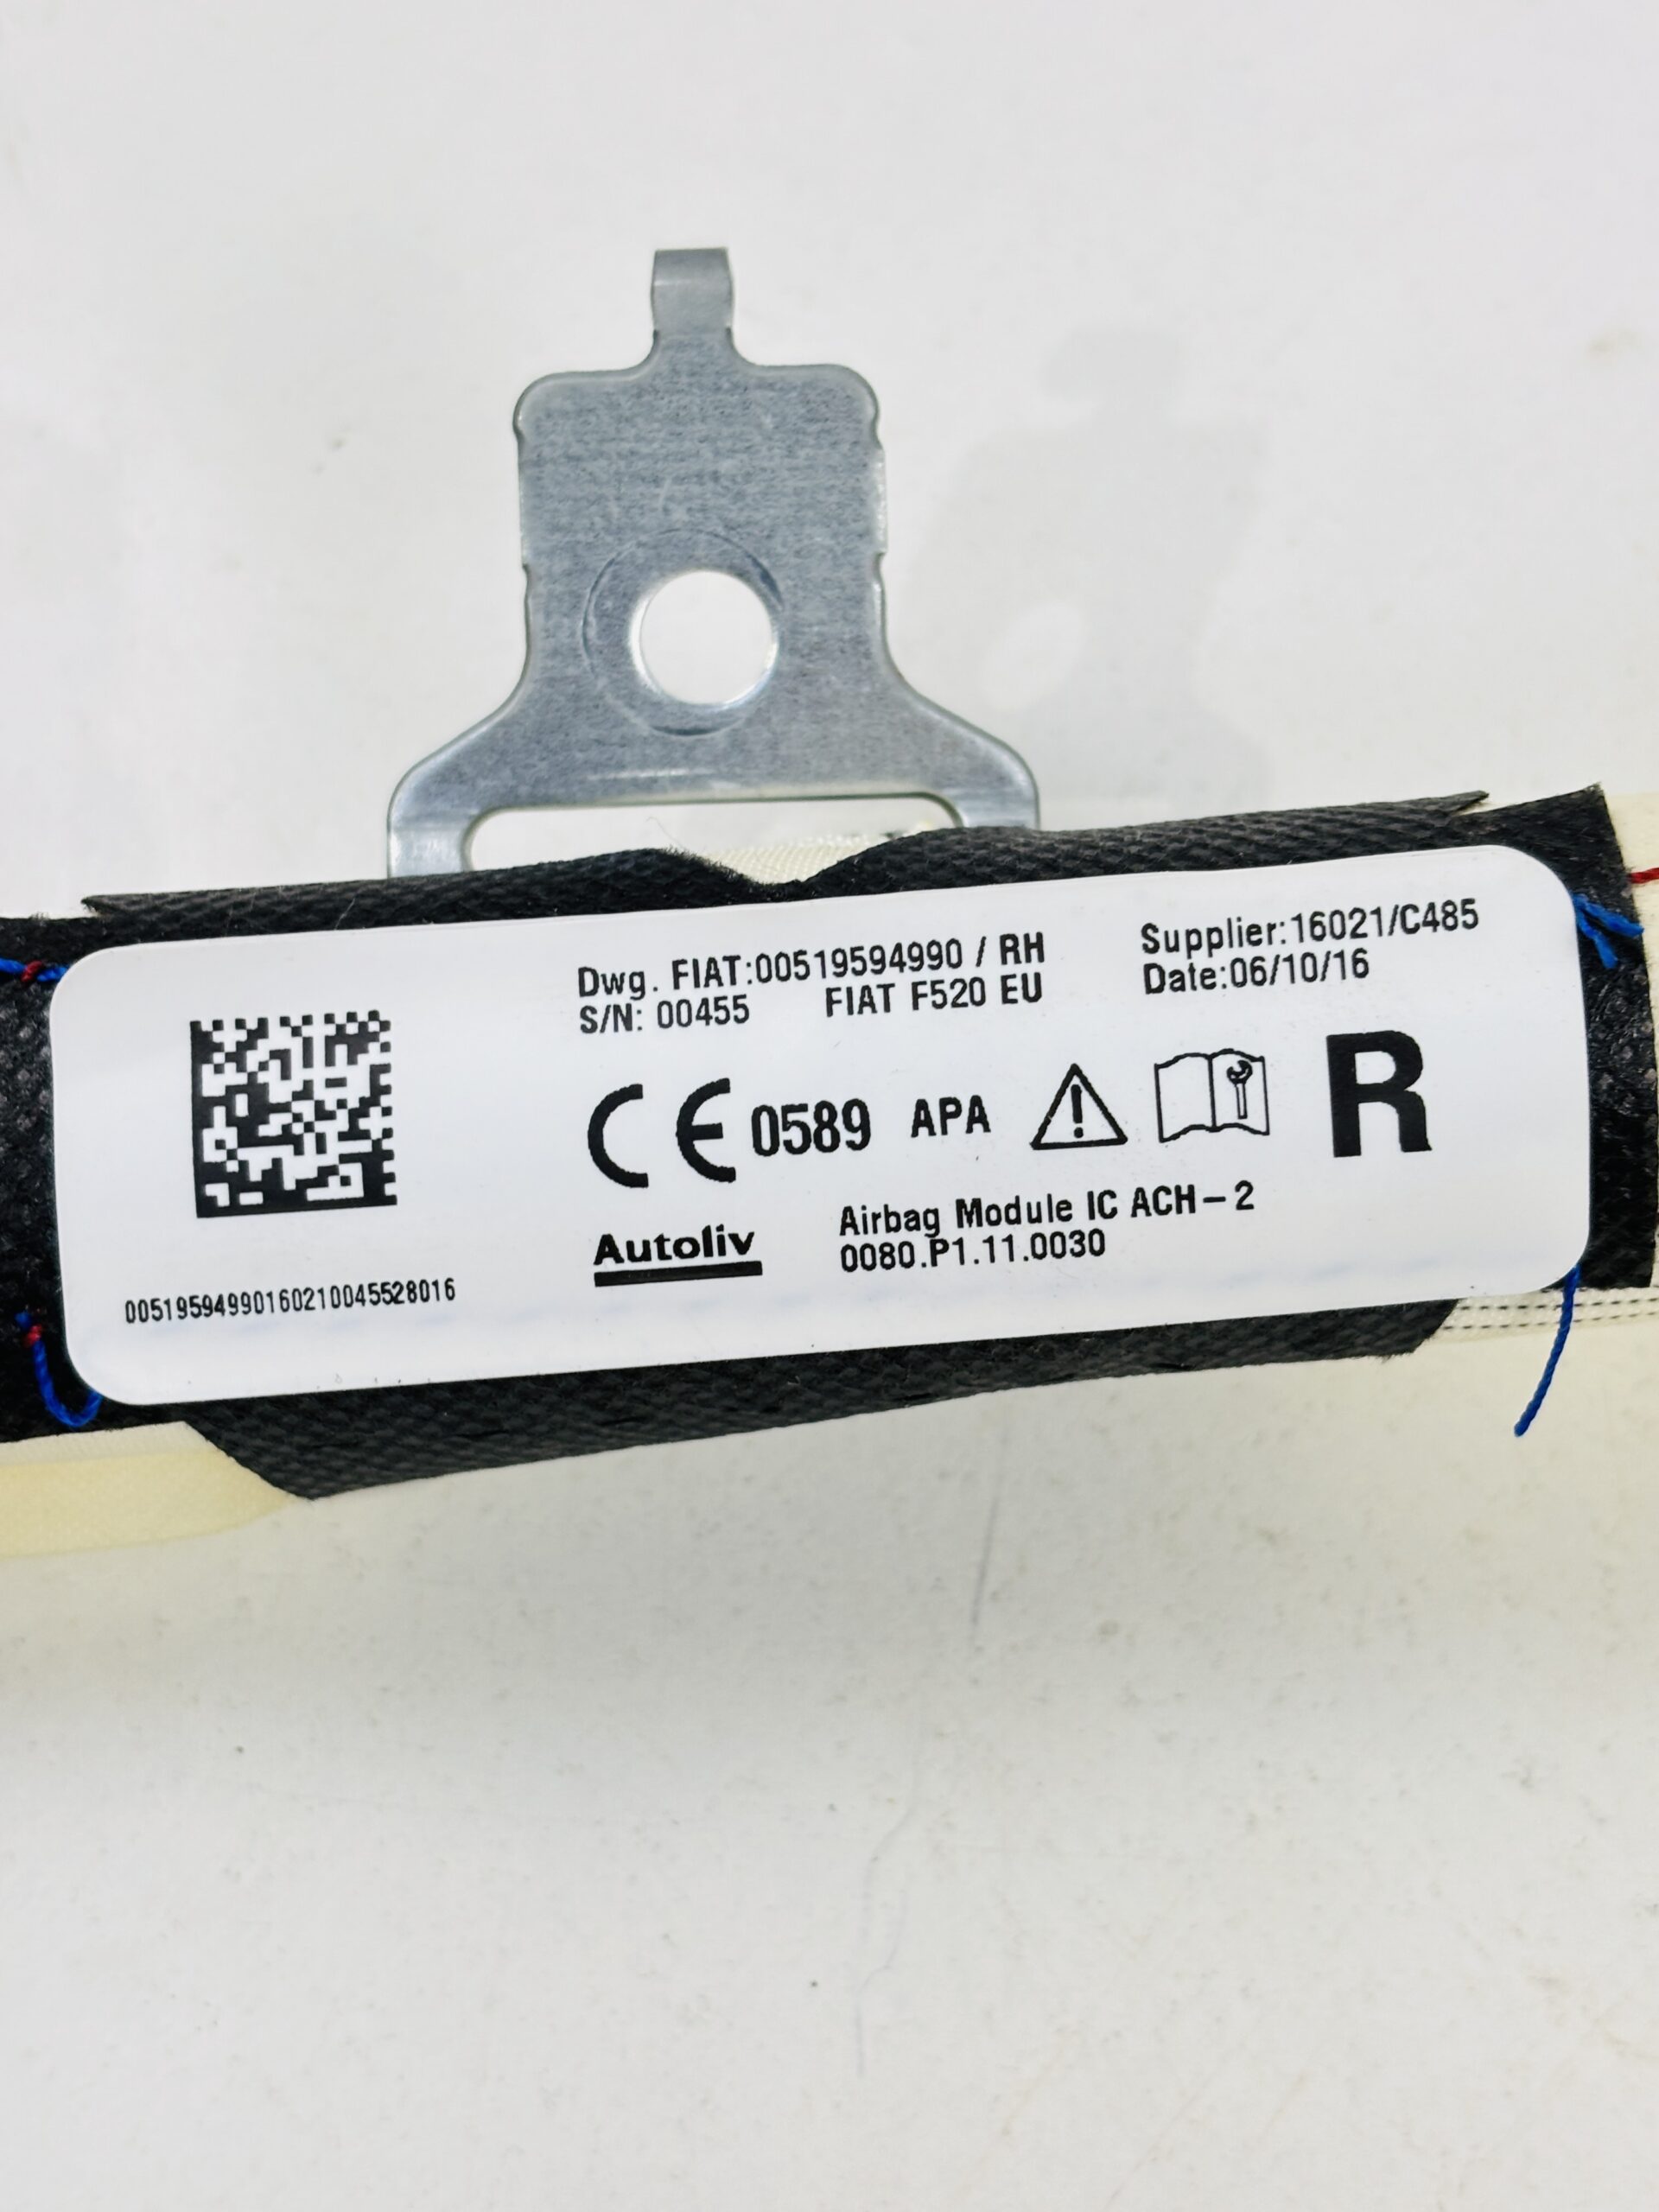 Dwg. FIAT:00519594990 / RH
S/N: 00455 FIAT F520 EU
Supplier:16021/C485
Date:06/10/16
CE 0589 APA
R
Autoliv
Airbag Module IC ACH-2
0080.P1.11.0030
00519594990160210045528016